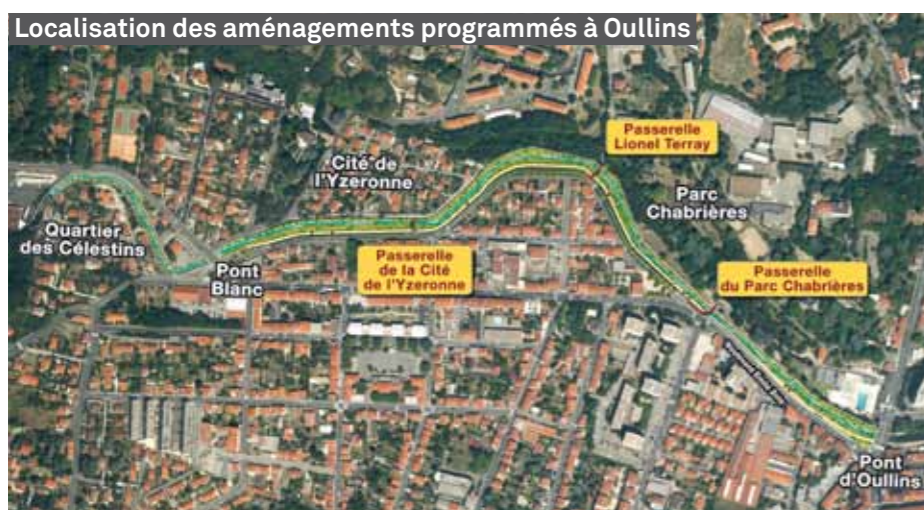 Localisation des aménagements programmés à Oullins
Passerelle
Lionel Terray
Cité de
l'Yzeronne
Parc
Chabrières
Quartier
des Célestins
Pont
Blanc
Passerelle
de la Cité
de l'Yzeronne
Passerelle
du Parc Chabrières
Pont
d'Oullins